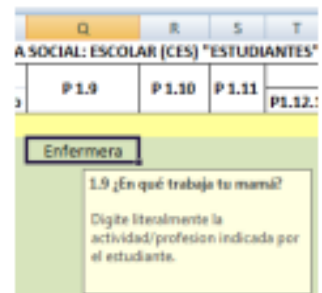 Q R S T
A SOCIAL: ESCOLAR (CES) "ESTUDIANTES"
P 1.9 P 1.10 P 1.11
P1.12.
Enfermera
1.9 ¿En qué trabaja tu mamá?
Digite literalmente la
actividad/profesion indicada por
el estudiante.